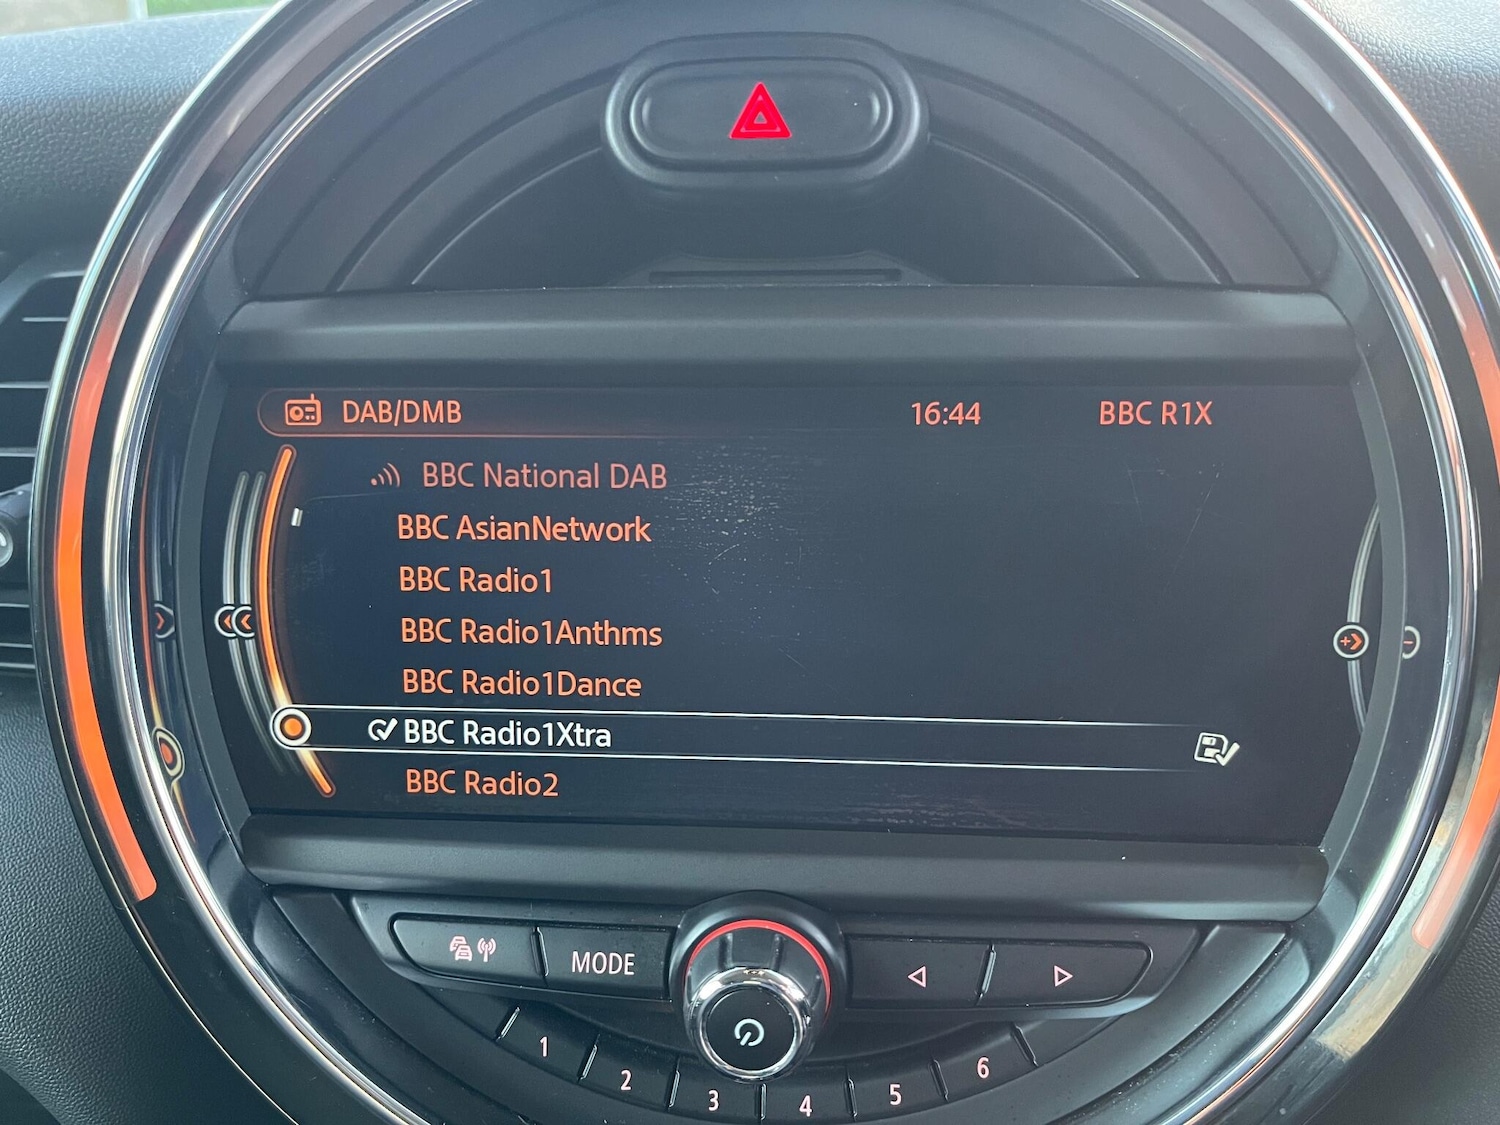 DAB/DMB 16:44 BBC R1X
BBC National DAB
BBC AsianNetwork
BBC Radio1
BBC Radio1Anthms
BBC Radio1Dance
BBC Radio1Xtra
BBC Radio2
MODE
1 2 3 4 5 6